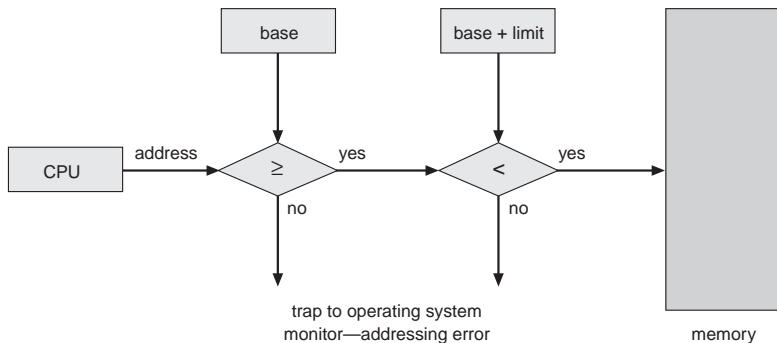 base
base + limit
CPU
address
≥
yes
<
yes
no
no
trap to operating system
monitor—addressing error
memory